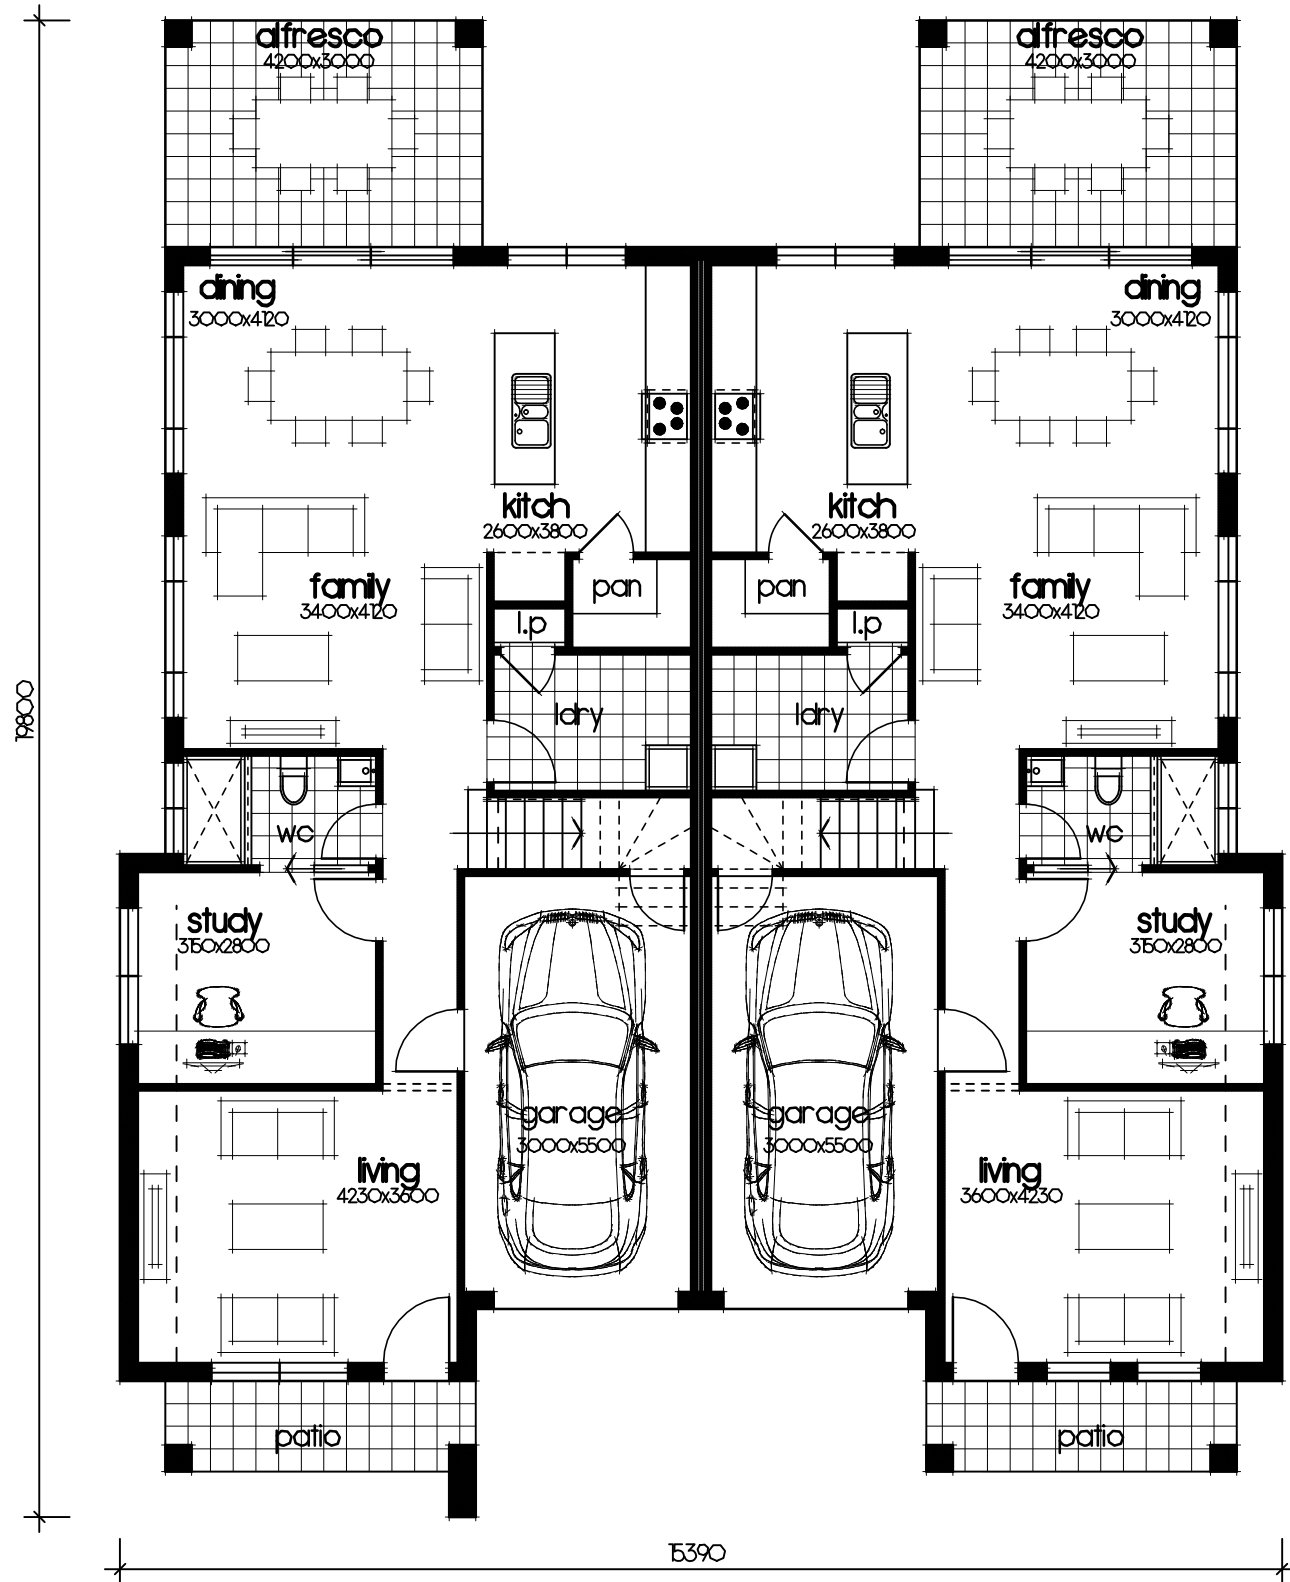 alfresco
4200x3000
alfresco
4200x3000
dining
3000x4120
dining
3000x4120
kitch
2600x3800
kitch
2600x3800
family
3400x4120
pan
pan
family
3400x4120
l.p
l.p
ldry
ldry
19800
wc
wc
study
3150x2800
study
3150x2800
garage
3000x5500
garage
3000x5500
living
4230x3600
living
3600x4230
patio
patio
15390